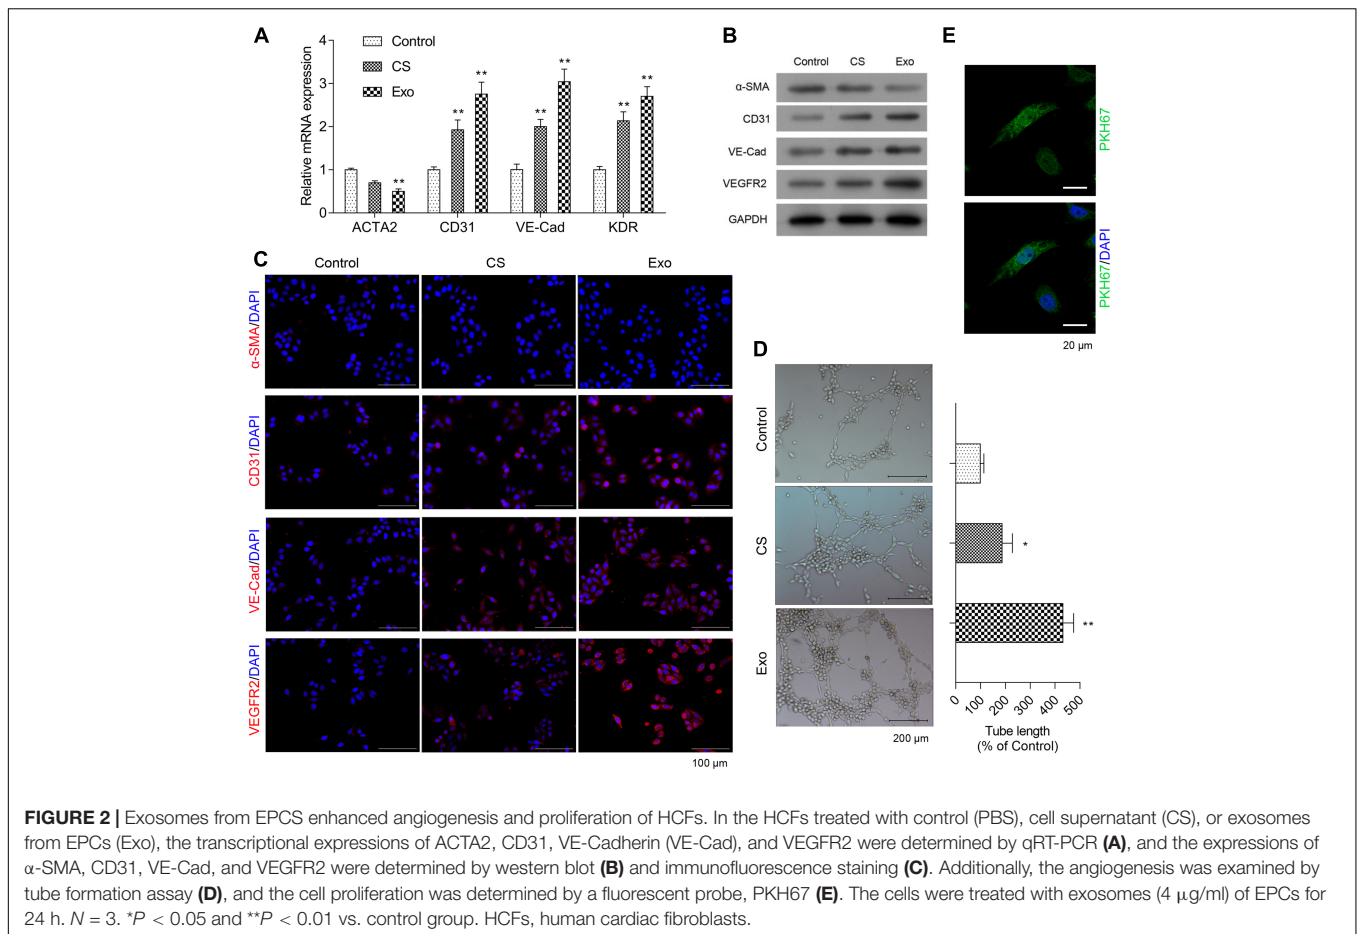 A
Relative mRNA expression
4
3
2
1
0
Control
CS
Exo
**
** **
** **
** **
ACTA2 CD31 VE-Cad KDR
B
Control CS Exo
α-SMA
CD31
VE-Cad
VEGFR2
GAPDH
E
PKH67
PKH67/DAPI
20 μm
C
Control CS Exo
α-SMA/DAPI
CD31/DAPI
VE-Cad/DAPI
VEGFR2/DAPI
100 μm
D
Control
CS
Exo
200 μm
*
**
0 100 200 300 400 500
Tube length
(% of Control)
FIGURE 2 | Exosomes from EPCS enhanced angiogenesis and proliferation of HCFs. In the HCFs treated with control (PBS), cell supernatant (CS), or exosomes
from EPCs (Exo), the transcriptional expressions of ACTA2, CD31, VE-Cadherin (VE-Cad), and VEGFR2 were determined by qRT-PCR (A), and the expressions of
α-SMA, CD31, VE-Cad, and VEGFR2 were determined by western blot (B) and immunofluorescence staining (C). Additionally, the angiogenesis was examined by
tube formation assay (D), and the cell proliferation was determined by a fluorescent probe, PKH67 (E). The cells were treated with exosomes (4 μg/ml) of EPCs for
24 h. N = 3. *P < 0.05 and **P < 0.01 vs. control group. HCFs, human cardiac fibroblasts.